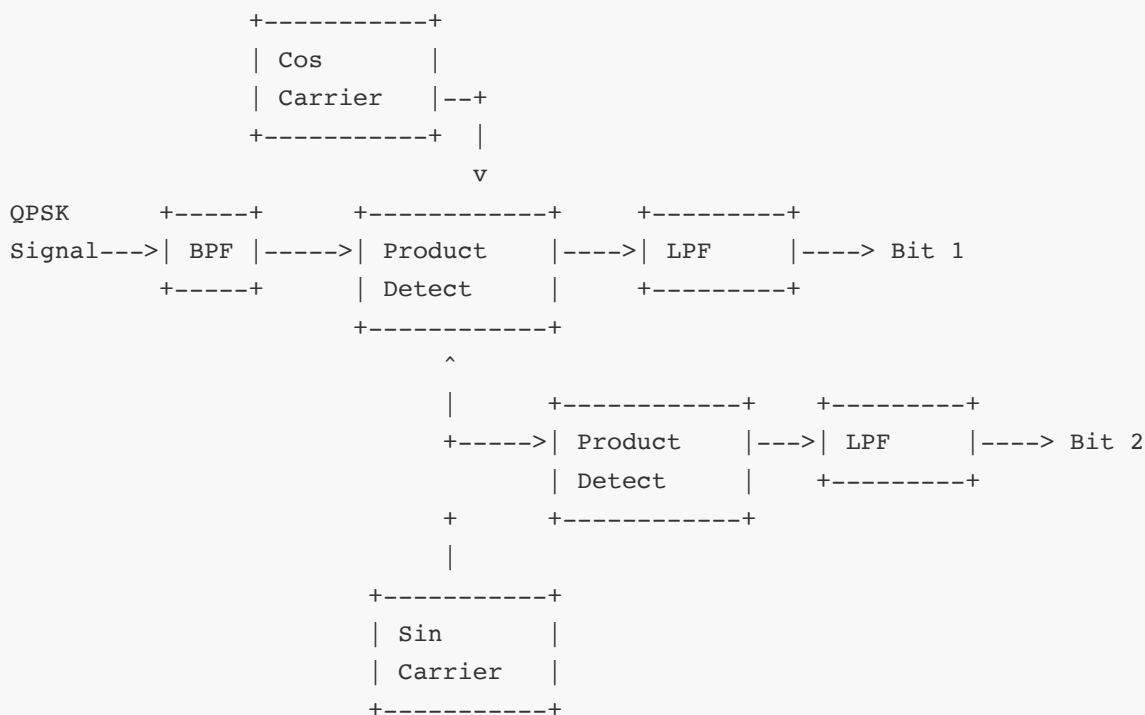 Cos
Carrier
QPSK
Signal
BPF
Product
LPF
Bit 1
Detect
Product
LPF
Bit 2
Detect
Sin
Carrier